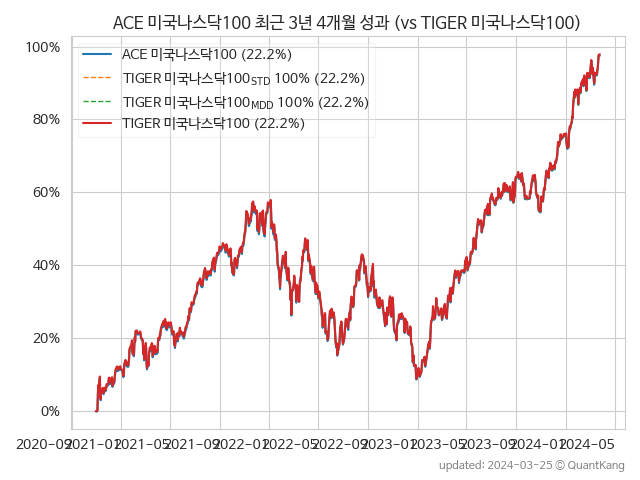 ACE 미국나스닥100 최근 3년 4개월 성과 (vs TIGER 미국나스닥100)
100%
80%
60%
40%
20%
0%
ACE 미국나스닥100 (22.2%)
TIGER 미국나스닥100STD 100% (22.2%)
TIGER 미국나스닥100MDD 100% (22.2%)
TIGER 미국나스닥100 (22.2%)
2020-09 2021-01 2021-05 2021-09 2022-01 2022-05 2022-09 2023-01 2023-05 2023-09 2024-01 2024-05
updated: 2024-03-25 © QuantKang